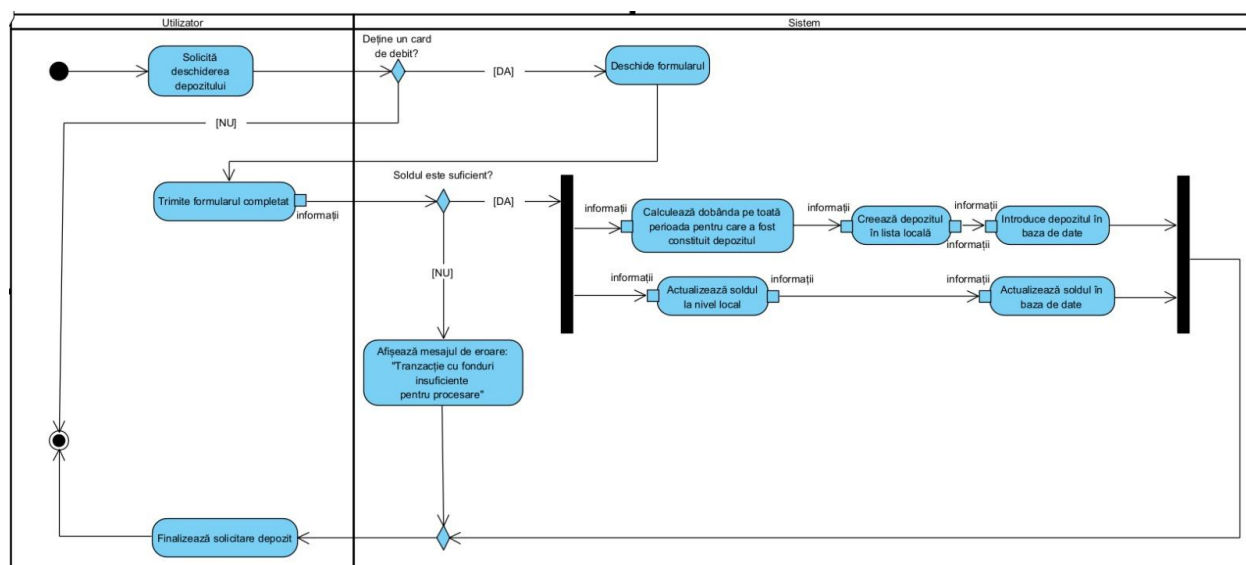 Utilizator
Sistem
Solicită
deschiderea
depozitului
Deține un card
de debit?
[DA]
Deschide formularul
[NU]
Trimite formularul completat
informații
Soldul este suficient?
[DA]
informații
Calculează dobânda pe toată
perioada pentru care a fost
constituit depozitul
informații
Creează depozitul
în lista locală
informații
informații
Introduce depozitul în
baza de date
[NU]
informații
Actualizează soldul
la nivel local
informații
informații
Actualizează soldul în
baza de date
Afișează mesajul de eroare:
"Tranzacție cu fonduri
insuficiente
pentru procesare"
Finalizează solicitare depozit